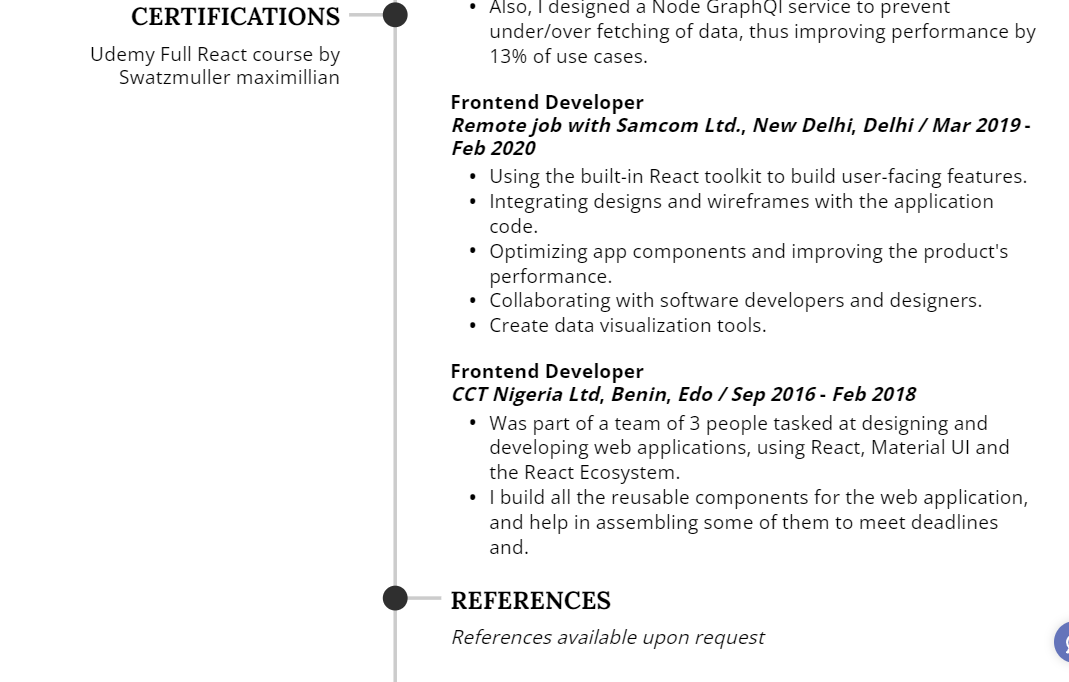 CERTIFICATIONS
Udemy Full React course by
Swatzmuller maximillian
• Also, I designed a Node GraphQl service to prevent
under/over fetching of data, thus improving performance by
13% of use cases.
Frontend Developer
Remote job with Samcom Ltd., New Delhi, Delhi / Mar 2019 -
Feb 2020
• Using the built-in React toolkit to build user-facing features.
• Integrating designs and wireframes with the application
code.
• Optimizing app components and improving the product's
performance.
• Collaborating with software developers and designers.
• Create data visualization tools.
Frontend Developer
CCT Nigeria Ltd, Benin, Edo / Sep 2016 - Feb 2018
• Was part of a team of 3 people tasked at designing and
developing web applications, using React, Material UI and
the React Ecosystem.
• I build all the reusable components for the web application,
and help in assembling some of them to meet deadlines
and.
REFERENCES
References available upon request